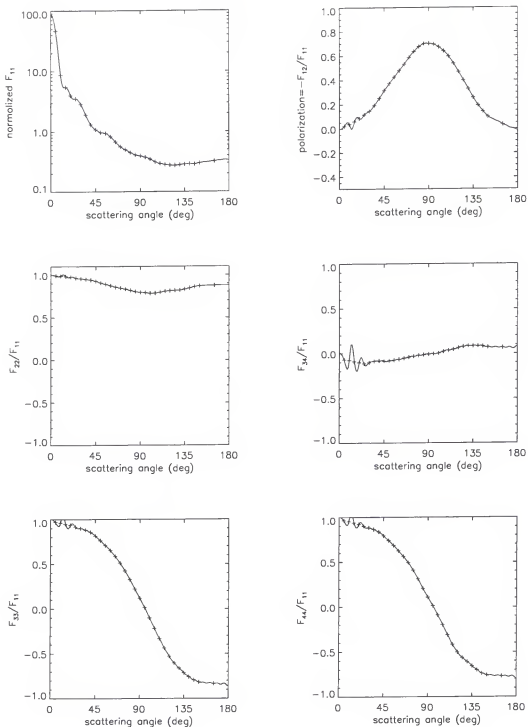 100.0
10.0
1.0
0.1
normalized F11
0 45 90 135 180
scattering angle (deg)
1.0
0.8
0.6
0.4
0.2
0.0
−0.2
−0.4
polarization=−F12/F11
0 45 90 135 180
scattering angle (deg)
1.0
0.5
0.0
−0.5
−1.0
F22/F11
0 45 90 135 180
scattering angle (deg)
1.0
0.5
0.0
−0.5
−1.0
F34/F11
0 45 90 135 180
scattering angle (deg)
1.0
0.5
0.0
−0.5
−1.0
F33/F11
0 45 90 135 180
scattering angle (deg)
1.0
0.5
0.0
−0.5
−1.0
F44/F11
0 45 90 135 180
scattering angle (deg)